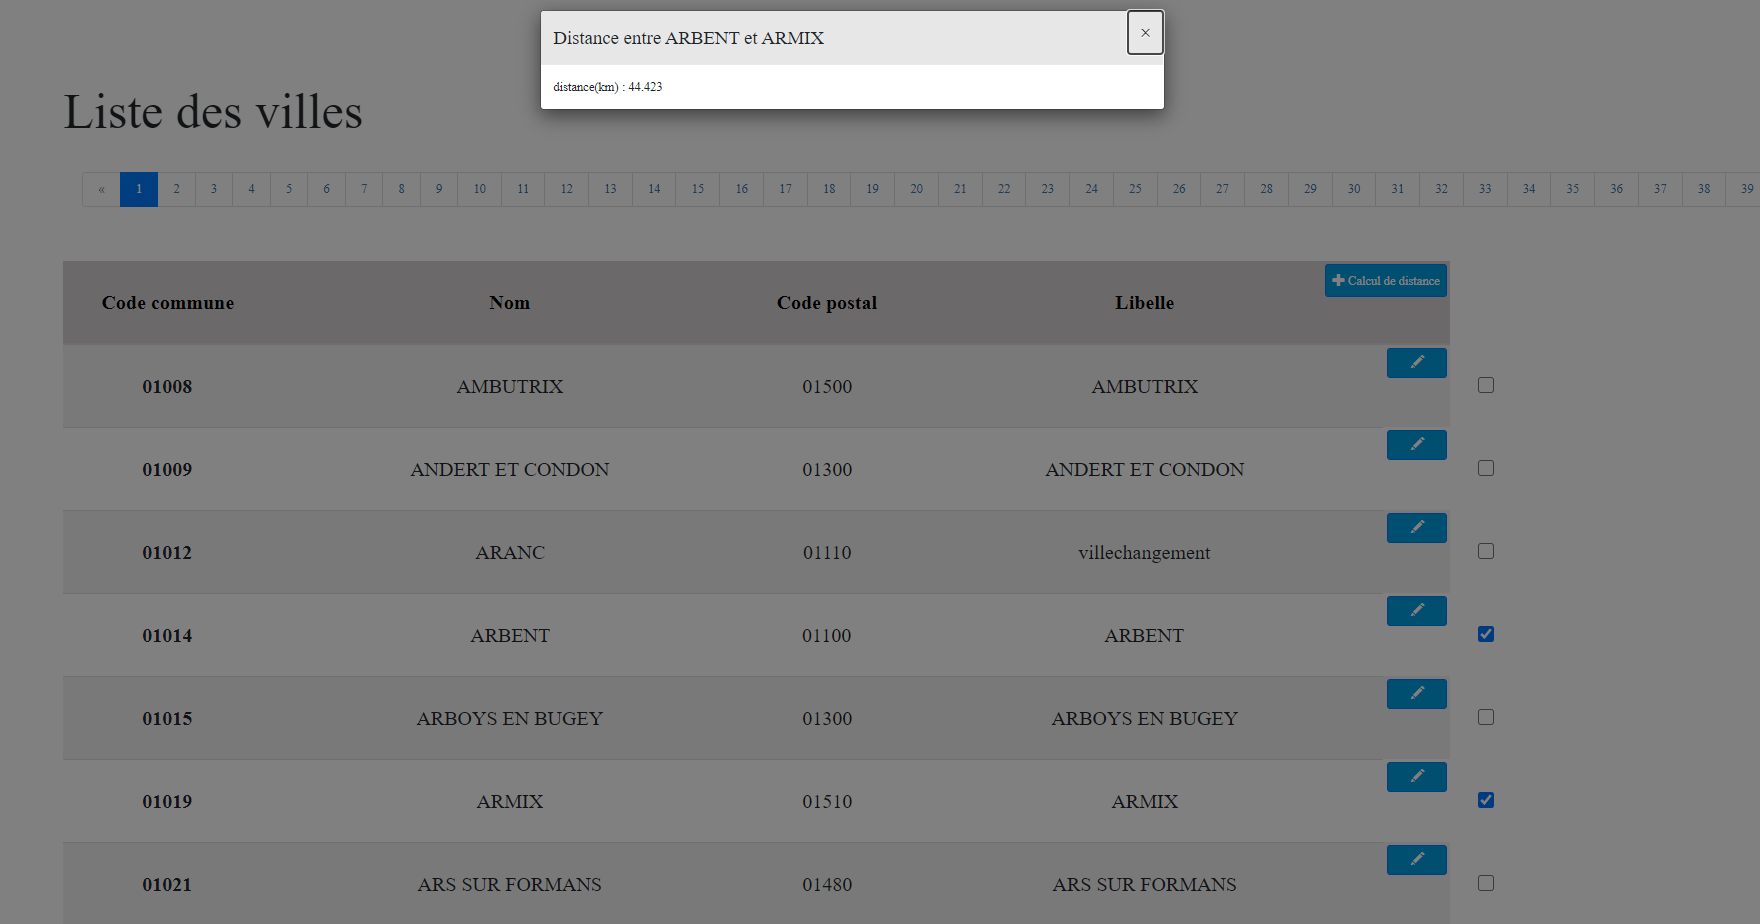 Distance entre ARBENT et ARMIX ×
distance(km) : 44.423
Liste des villes
« 1 2 3 4 5 6 7 8 9 10 11 12 13 14 15 16 17 18 19 20 21 22 23 24 25 26 27 28 29 30 31 32 33 34 35 36 37 38 39
Calcul de distance
Code commune Nom Code postal Libelle
01008 AMBUTRIX 01500 AMBUTRIX
01009 ANDERT ET CONDON 01300 ANDERT ET CONDON
01012 ARANC 01110 villechangement
01014 ARBENT 01100 ARBENT
01015 ARBOYS EN BUGEY 01300 ARBOYS EN BUGEY
01019 ARMIX 01510 ARMIX
01021 ARS SUR FORMANS 01480 ARS SUR FORMANS